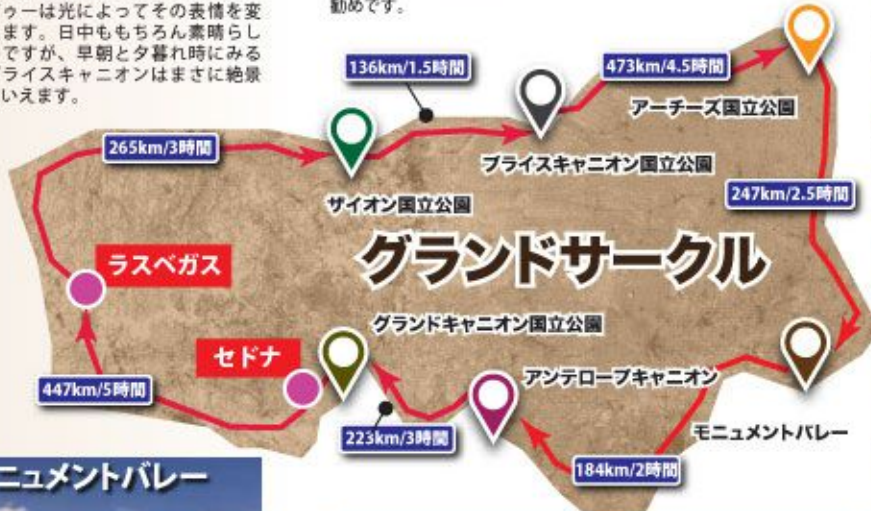 ゥーは光によってその表情を変
ます。日中ももちろん素晴らし
ですが、早朝と夕暮れ時にみる
ライスキャニオンはまさに絶景
いえます。
勧めです。
136km/1.5時間
473km/4.5時間
アーチーズ国立公園
265km/3時間
ブライスキャニオン国立公園
247km/2.5時間
ザイオン国立公園
グランドサークル
ラスベガス
グランドキャニオン国立公園
セドナ
アンテロープキャニオン
447km/5時間
223km/3時間
モニュメントバレー
184km/2時間
ニュメントバレー